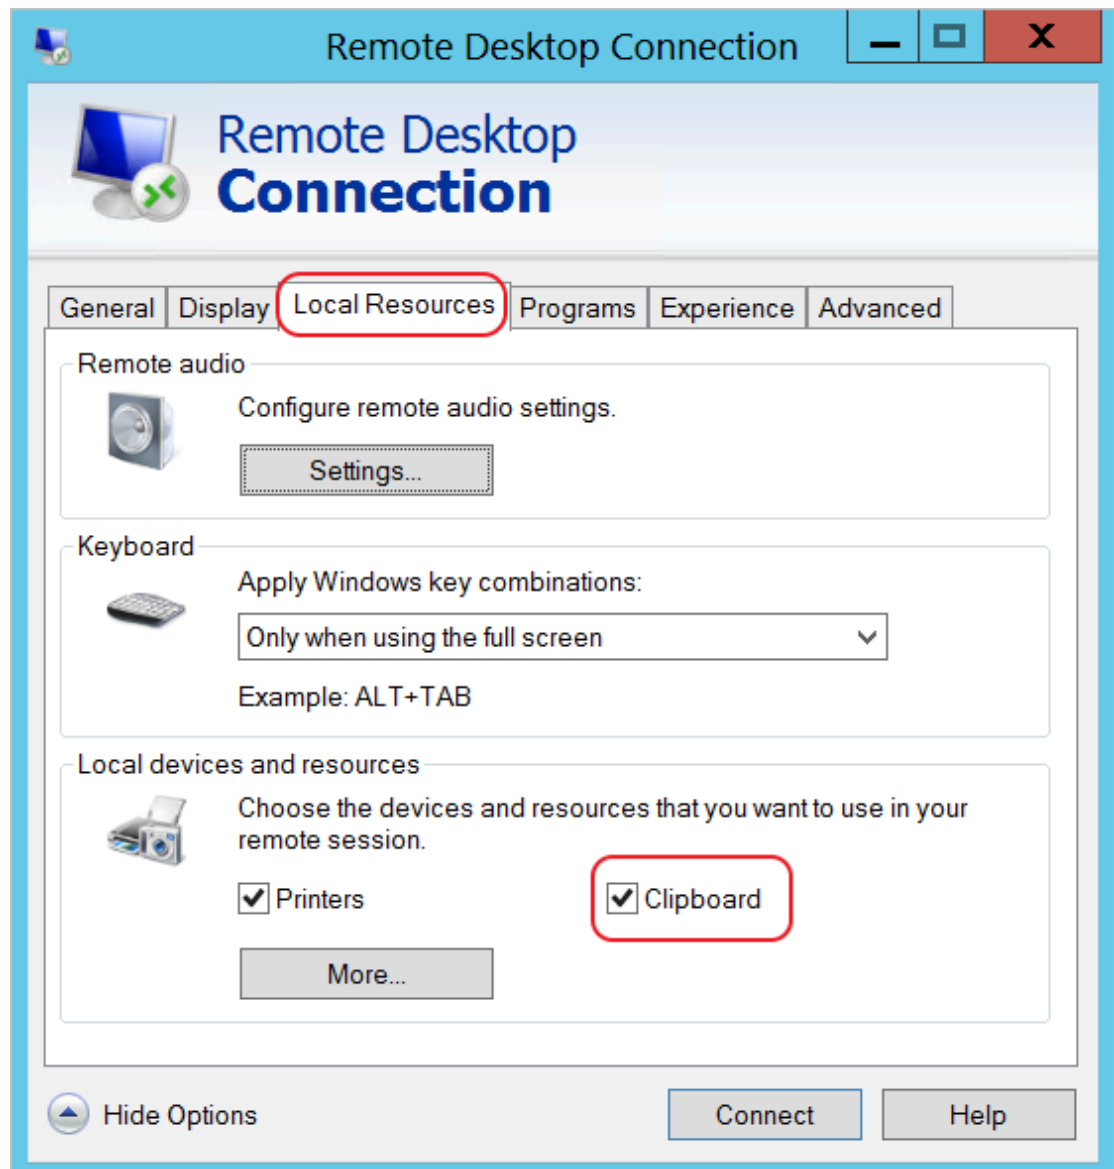 Remote Desktop Connection
X
Remote Desktop
Connection
General Display Local Resources Programs Experience Advanced
Remote audio
Configure remote audio settings.
Settings...
Keyboard
Apply Windows key combinations:
Only when using the full screen
Example: ALT+TAB
Local devices and resources
Choose the devices and resources that you want to use in your
remote session.
Printers Clipboard
More...
Hide Options Connect Help